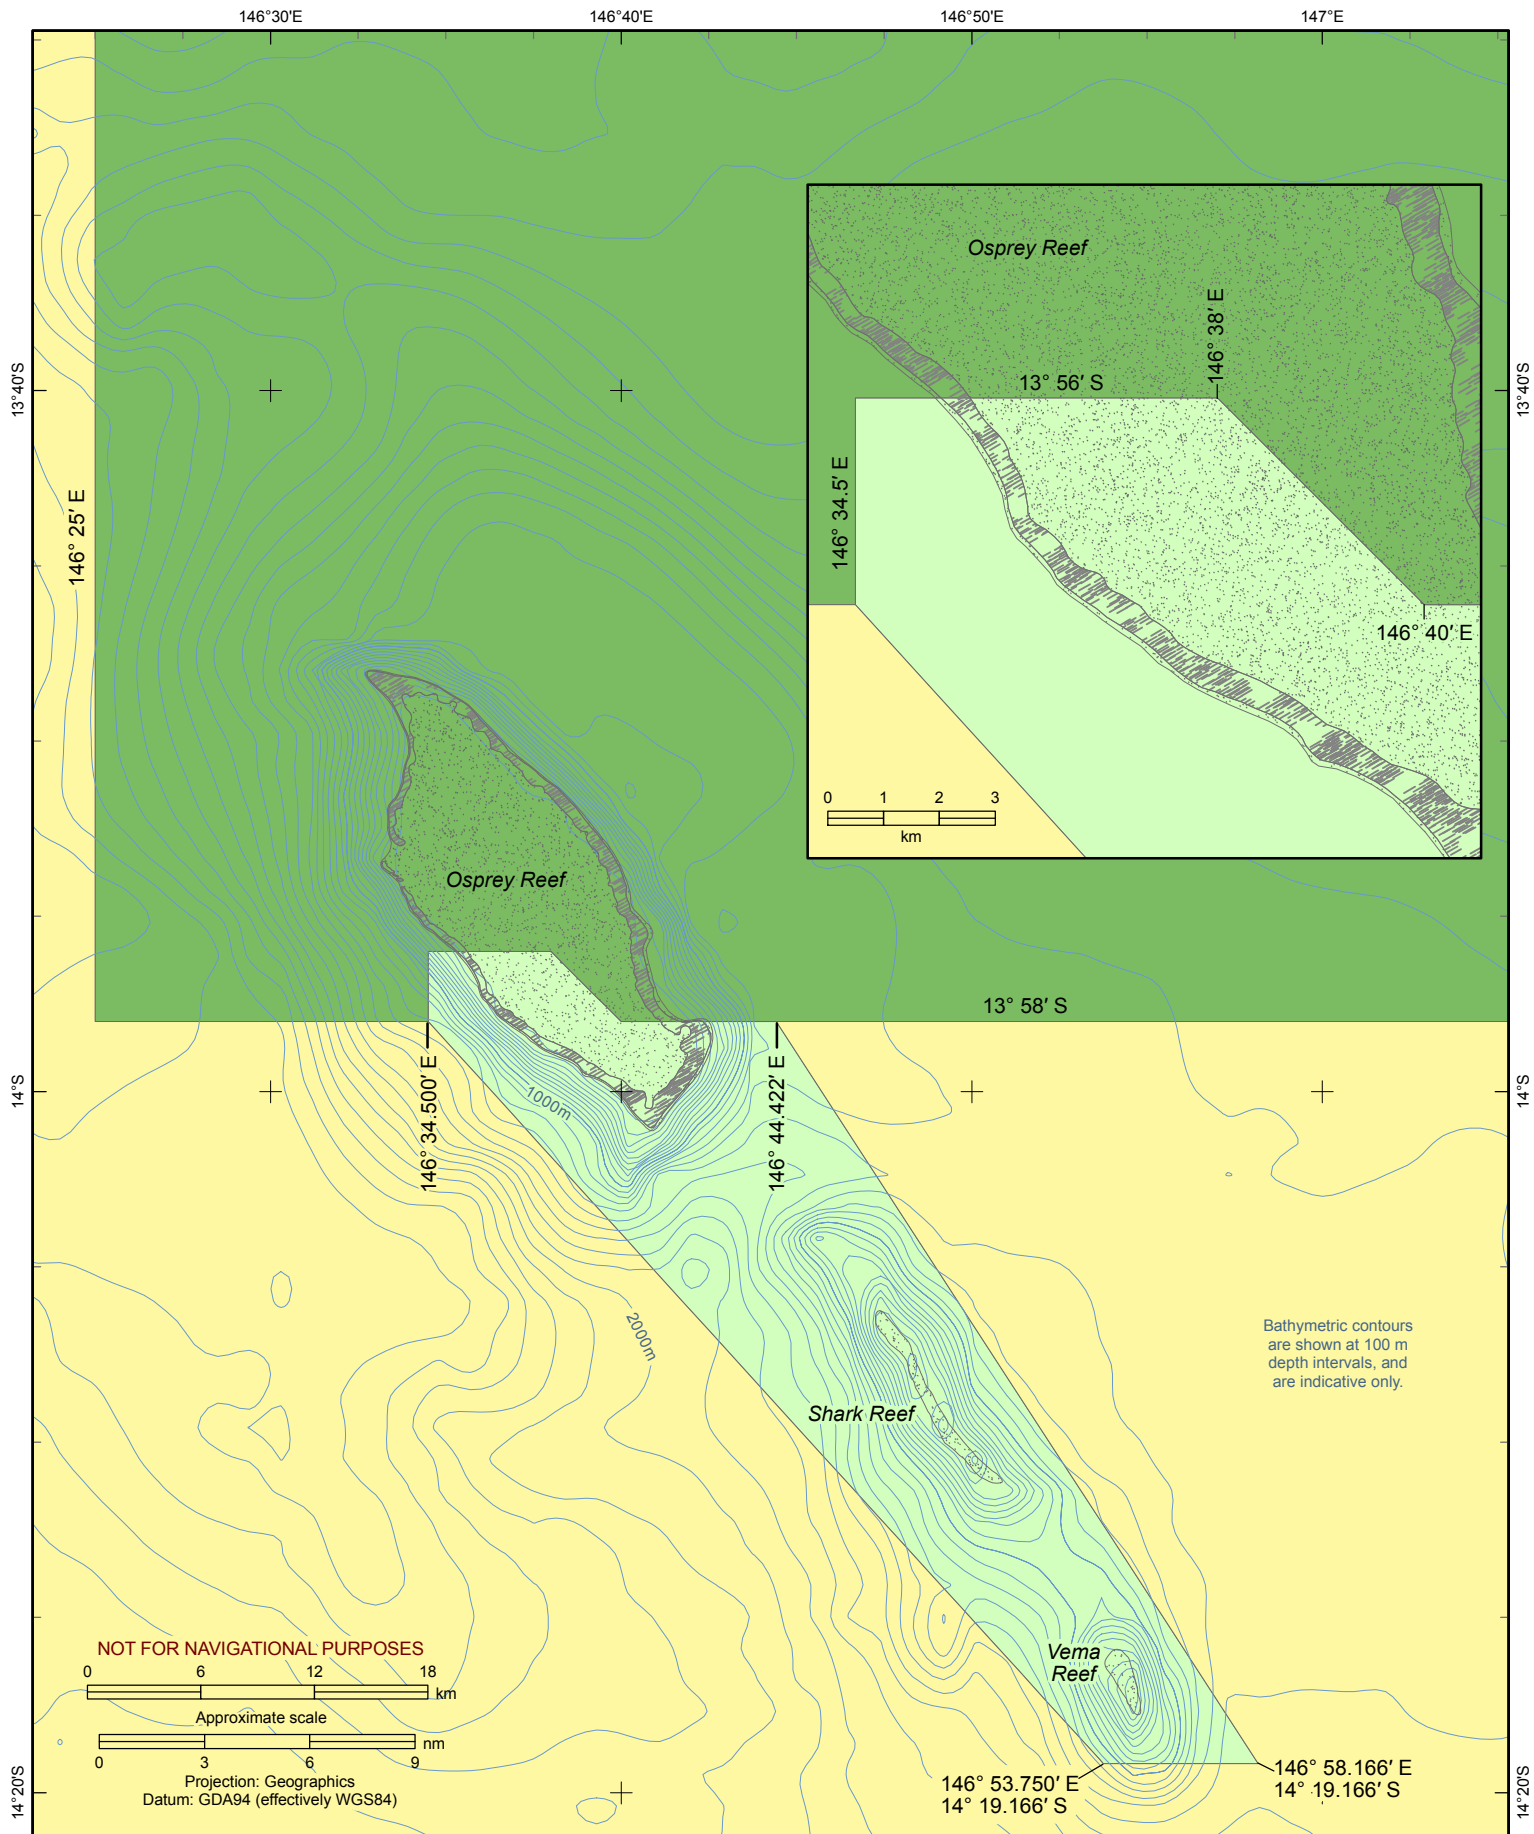 146°30'E
146°40'E
146°50'E
147°E
Osprey Reef
146° 38' E
13° 56' S
13°40'S
13°40'S
146° 25' E
146° 34.5' E
146° 40' E
0 1 2 3
km
Osprey Reef
13° 58' S
146° 34.500' E
146° 44.422' E
1000m
14°S
14°S
2000m
Bathymetric contours
are shown at 100 m
depth intervals, and
are indicative only.
Shark Reef
Vema
Reef
NOT FOR NAVIGATIONAL PURPOSES
0 6 12 18
km
Approximate scale
nm
0 3 6 9
Projection: Geographics
Datum: GDA94 (effectively WGS84)
146° 53.750' E
14° 19.166' S
146° 58.166' E
14° 19.166' S
14°20'S
14°20'S